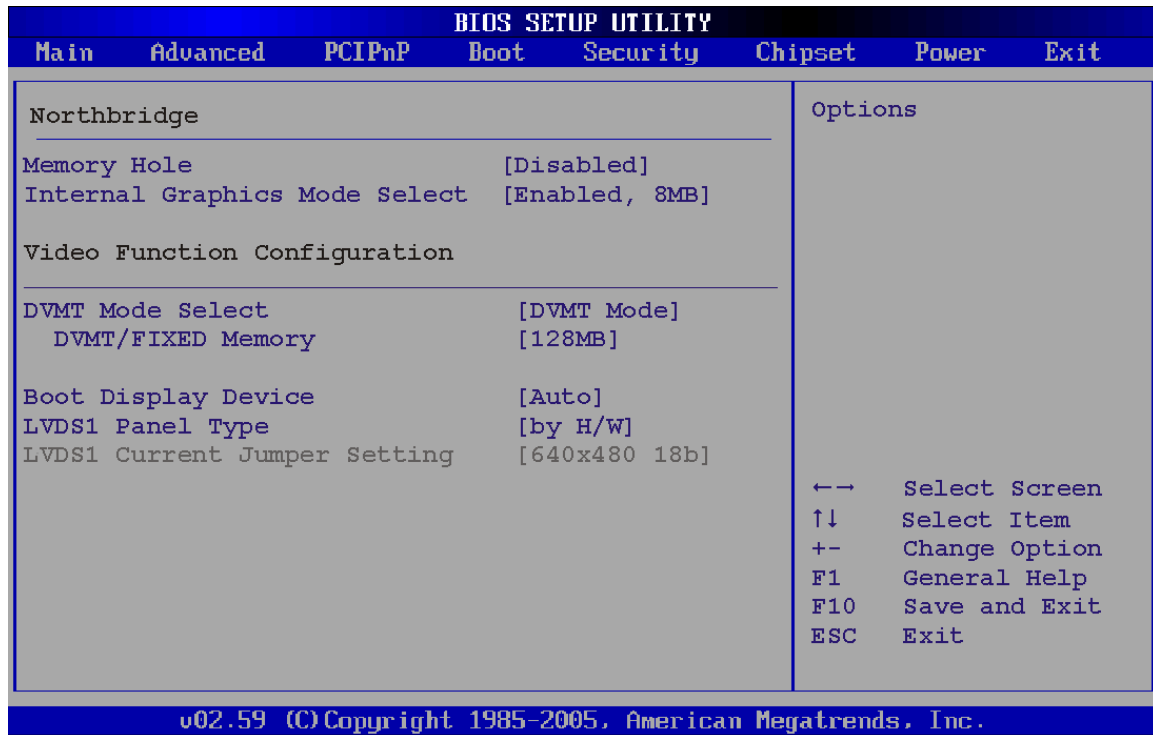 BIOS SETUP UTILITY
Main Advanced PCIPnP Boot Security Chipset Power Exit
Northbridge
Memory Hole [Disabled]
Internal Graphics Mode Select [Enabled, 8MB]
Video Function Configuration
DVMT Mode Select [DVMT Mode]
DVMT/FIXED Memory [128MB]
Boot Display Device [Auto]
LVDS1 Panel Type [by H/W]
LVDS1 Current Jumper Setting [640x480 18b]
Options
←→ Select Screen
↑↓ Select Item
+- Change Option
F1 General Help
F10 Save and Exit
ESC Exit
v02.59 (C)Copyright 1985-2005, American Megatrends, Inc.